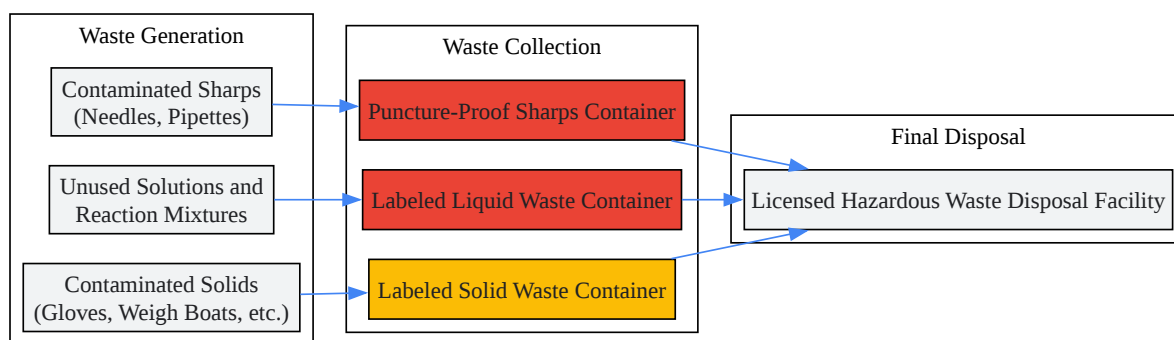 Waste Generation
Contaminated Sharps
(Needles, Pipettes)
Unused Solutions and
Reaction Mixtures
Contaminated Solids
(Gloves, Weigh Boats, etc.)
Waste Collection
Puncture-Proof Sharps Container
Labeled Liquid Waste Container
Labeled Solid Waste Container
Final Disposal
Licensed Hazardous Waste Disposal Facility